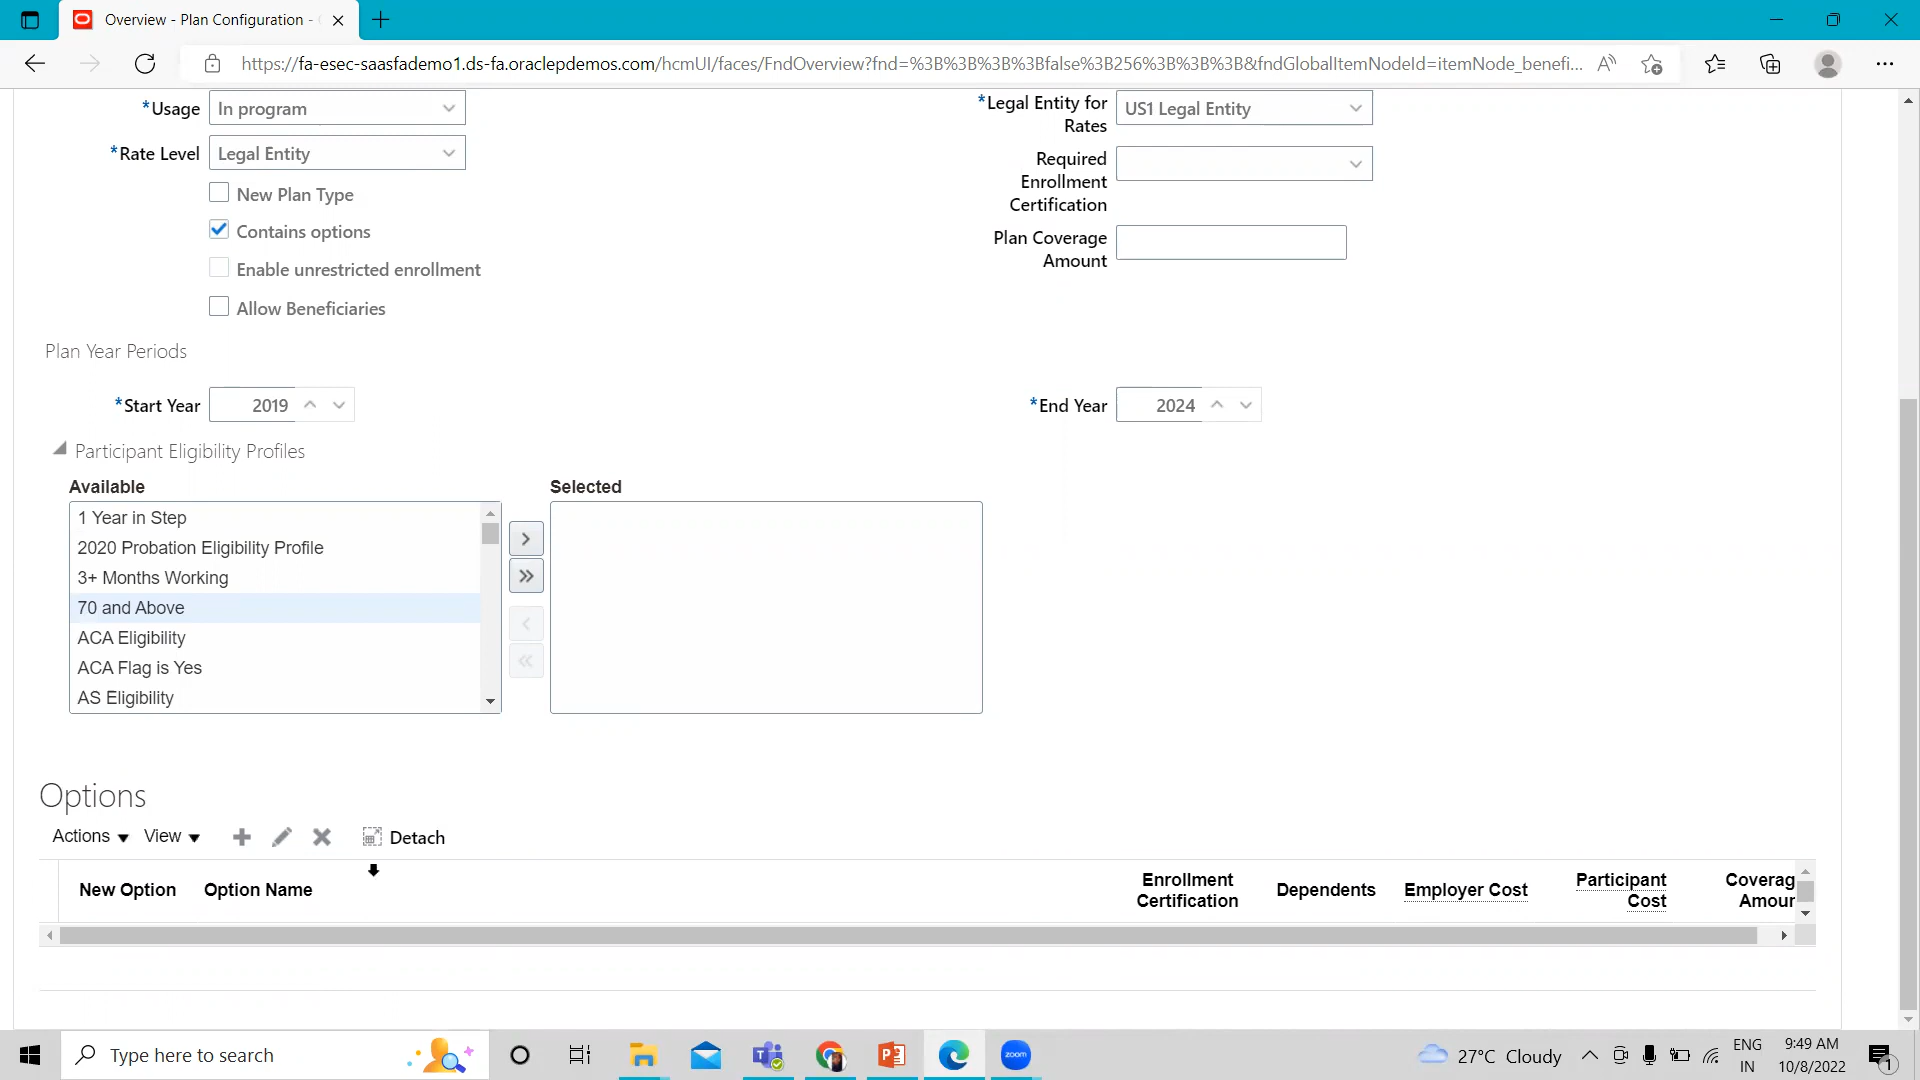 Overview - Plan Configuration -
https://fa-esec-saasfademo1.ds-fa.oraclepdemos.com/hcmUI/faces/FndOverview?fnd=%3B%3B%3B%3Bfalse%3B256%3B%3B%3B&fndGlobalItemNodeId=itemNode_benefi...
*Usage In program
*Legal Entity for Rates US1 Legal Entity
*Rate Level Legal Entity
Required Enrollment Certification
New Plan Type
Contains options
Plan Coverage Amount
Enable unrestricted enrollment
Allow Beneficiaries
Plan Year Periods
*Start Year 2019
*End Year 2024
Participant Eligibility Profiles
Available
Selected
1 Year in Step
2020 Probation Eligibility Profile
3+ Months Working
70 and Above
ACA Eligibility
ACA Flag is Yes
AS Eligibility
Options
Actions View Detach
New Option Option Name Enrollment Certification Dependents Employer Cost Participant Cost Coverag Amour
Type here to search
zoom
27°C Cloudy
ENG
IN
9:49 AM
10/8/2022
1